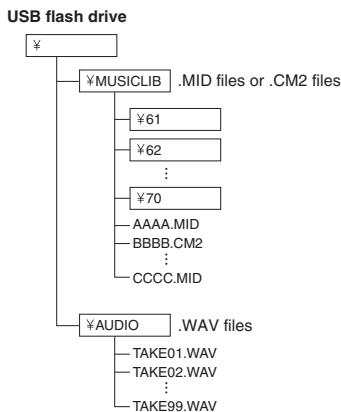 USB flash drive
¥
¥MUSICLIB .MID files or .CM2 files
¥61
¥62
⋮
¥70
AAAA.MID
BBBB.CM2
⋮
CCCC.MID
¥AUDIO .WAV files
TAKE01.WAV
TAKE02.WAV
⋮
TAKE99.WAV